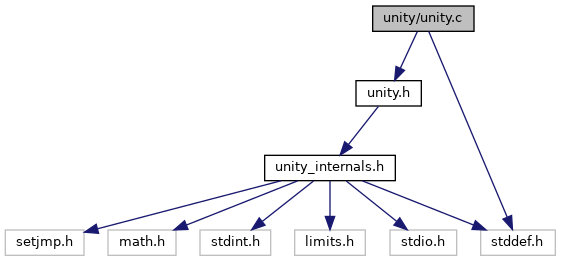 unity/unity.c
unity.h
unity_internals.h
setjmp.h
math.h
stdint.h
limits.h
stdio.h
stddef.h